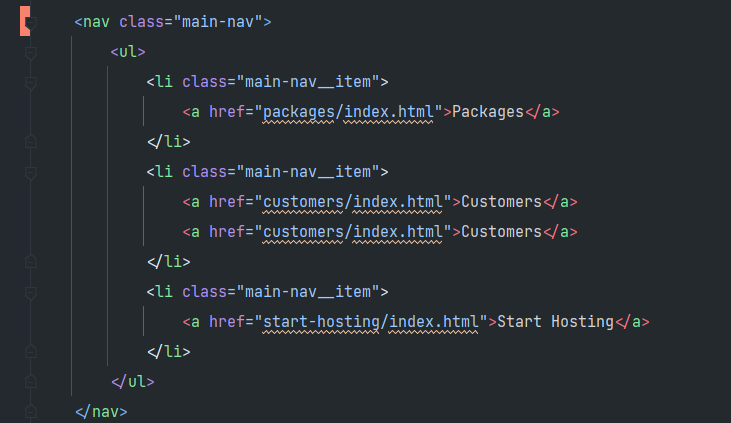 <nav class="main-nav">
<ul>
<li class="main-nav__item">
<a href="packages/index.html">Packages</a>
</li>
<li class="main-nav__item">
<a href="customers/index.html">Customers</a>
<a href="customers/index.html">Customers</a>
</li>
<li class="main-nav__item">
<a href="start-hosting/index.html">Start Hosting</a>
</li>
</ul>
</nav>